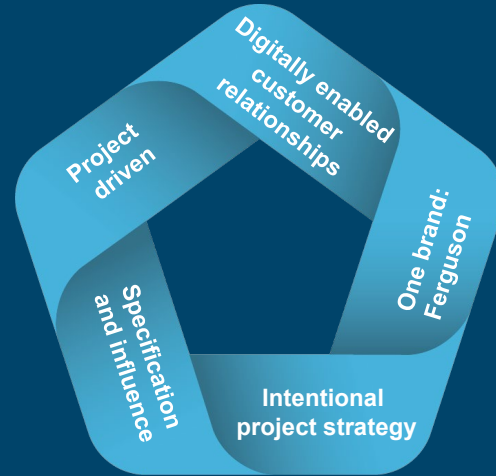 Digitally enabled
customer
relationships
One brand:
Ferguson
Intentional
project strategy
Specification
and influence
Project
driven